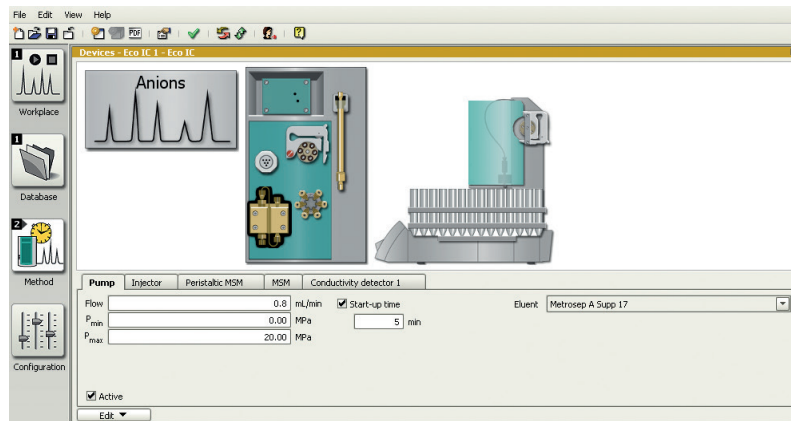 File Edit View Help
PDF
Devices - Eco IC 1 - Eco IC
1
Workplace
Anions
1
Database
2
Method
Pump Injector Peristaltic MSM MSM Conductivity detector 1
Flow 0.8 mL/min Start-up time Eluent Metrosep A Supp 17
Pmin 0.00 MPa 5 min
Pmax 20.00 MPa
Configuration
Active
Edit